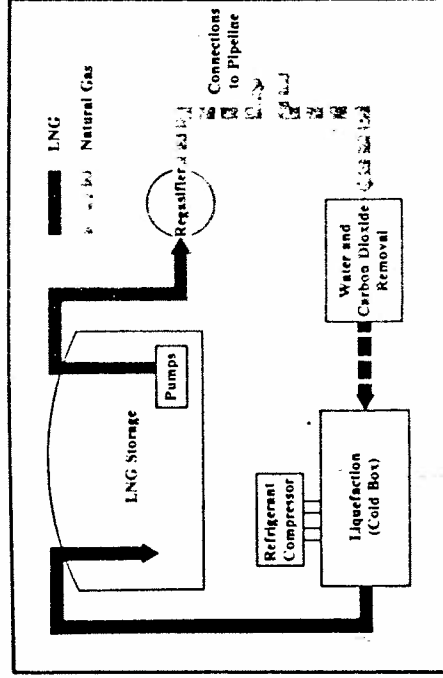 LNG
Natural Gas
Connections
to Pipeline
Regasifier
Pumps
LNG Storage
Water and
Carbon Dioxide
Removal
Refrigerant
Compressor
Liquefaction
(Cold Box)